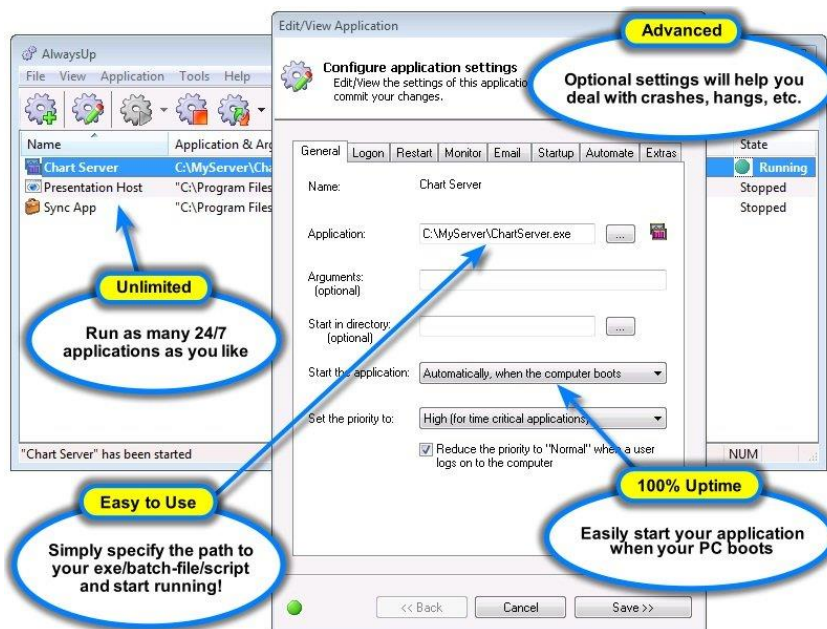 AlwaysUp
File View Application Tools Help
Name
Application & Ar
State
Chart Server
C:\MyServer\Cha
Running
Presentation Host
"C:\Program Files
Stopped
Sync App
"C:\Program Files
Stopped
"Chart Server" has been started
NUM
Edit/View Application
Configure application settings
Edit/View the settings of this application
commit your changes.
General Logon Restart Monitor Email Startup Automate Extras
Name:
Chart Server
Application:
C:\MyServer\ChartServer.exe
...
Arguments:
(optional)
Start in directory:
(optional)
...
Start the application:
Automatically, when the computer boots
Set the priority to:
High (for time critical applications)
Reduce the priority to "Normal" when a user
logs on to the computer
<< Back
Cancel
Save >>
Advanced
Optional settings will help you
deal with crashes, hangs, etc.
Unlimited
Run as many 24/7
applications as you like
Easy to Use
Simply specify the path to
your exe/batch-file/script
and start running!
100% Uptime
Easily start your application
when your PC boots